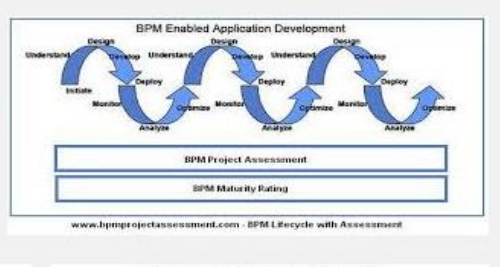 BPM Enabled Application Development
Design Design Design
Understand Develop Understand Develop Understand Develop
Initiate Deploy Deploy Deploy
Monitor Optimize Monitor Optimize Monitor Optimize
Analyze Analyze Analyze
BPM Project Assessment
BPM Maturity Rating
www.bpmprojectassessment.com - BPM Lifecycle with Assessment